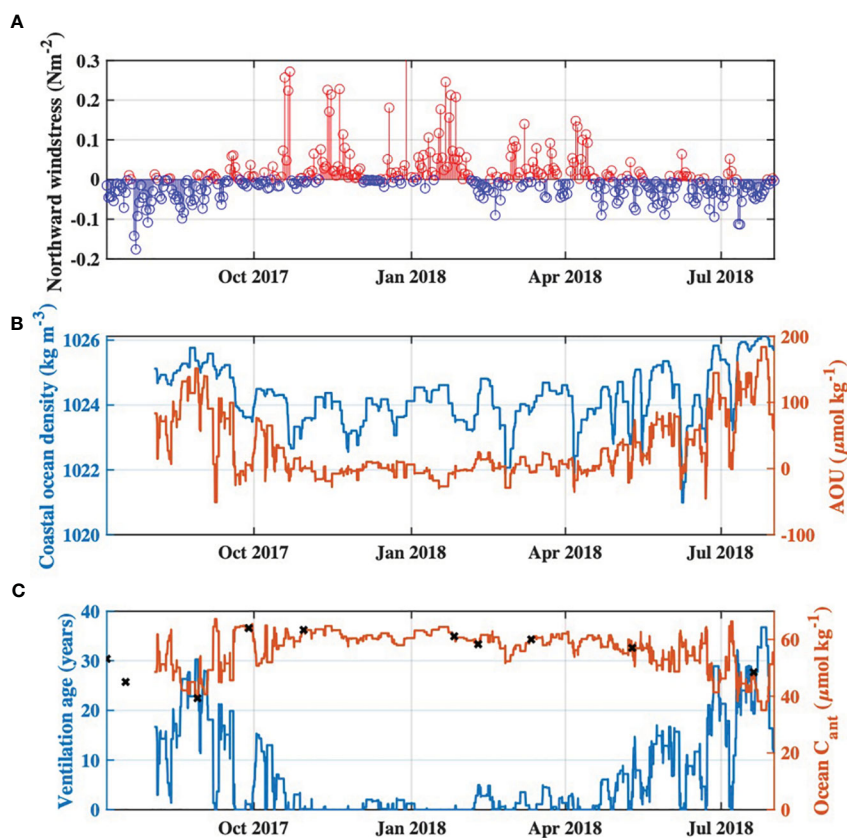 A
Northward windstress (Nm-2)
0.3
0.2
0.1
0
-0.1
-0.2
Oct 2017 Jan 2018 Apr 2018 Jul 2018
B
Coastal ocean density (kg m-3)
1026
1024
1022
1020
200
100
0
-100
AOU (μmol kg-1)
Oct 2017 Jan 2018 Apr 2018 Jul 2018
C
Ventilation age (years)
40
30
20
10
0
60
40
20
0
Ocean Cant (μmol kg-1)
Oct 2017 Jan 2018 Apr 2018 Jul 2018